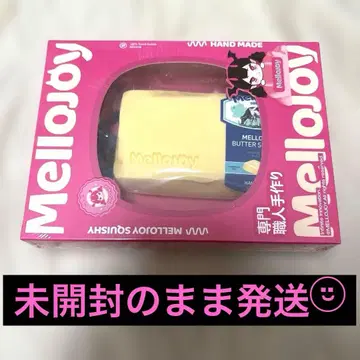 HAND MADE
MelloJoy
MelloJoy
MelloJoy
MELLO
BUTTER S
MelloJoy
専門
職人手作り
MELLOJOY SQUISHY
未開封のまま発送